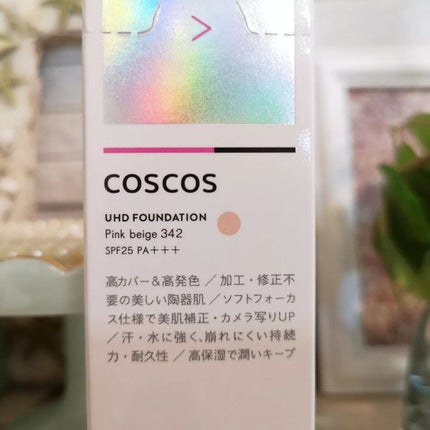 COSCOS
UHD FOUNDATION
Pink beige 342
SPF25 PA+++
高カバー&高発色／加工・修正不
要の美しい陶器肌／ソフトフォーカ
ス仕様で美肌補正・カメラ写りUP
／汗・水に強く、崩れにくい持続
力・耐久性／高保湿で潤いキープ